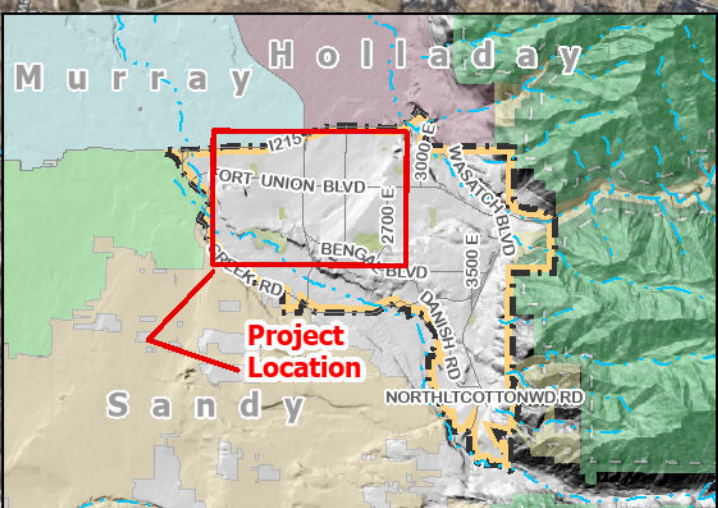 Holladay
Murray
I215
3000 E
WASATCH BLVD
FORT UNION BLVD
2700 E
3500 E
BENGAL BLVD
CREEK RD
DANISH RD
Project
Location
NORTHLTCOTTONWD RD
Sandy